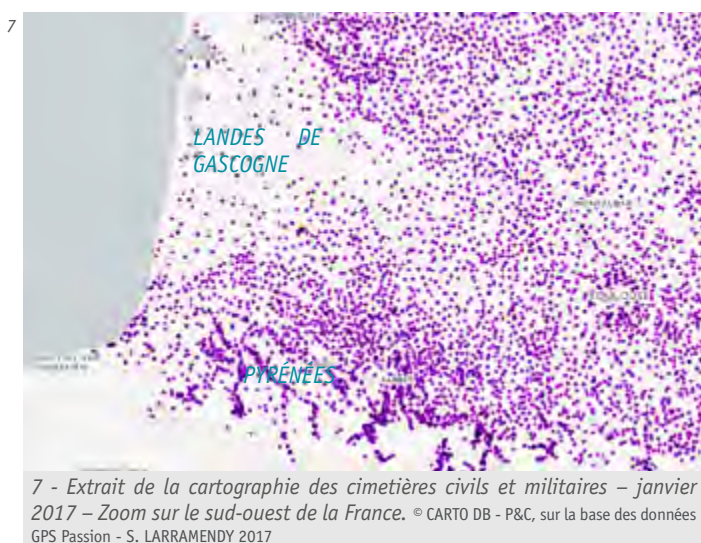 7
LANDES DE
GASCOGNE
PYRÉNÉES
7 - Extrait de la cartographie des cimetières civils et militaires – janvier
2017 – Zoom sur le sud-ouest de la France. © CARTO DB - P&C, sur la base des données
GPS Passion - S. LARRAMENDY 2017